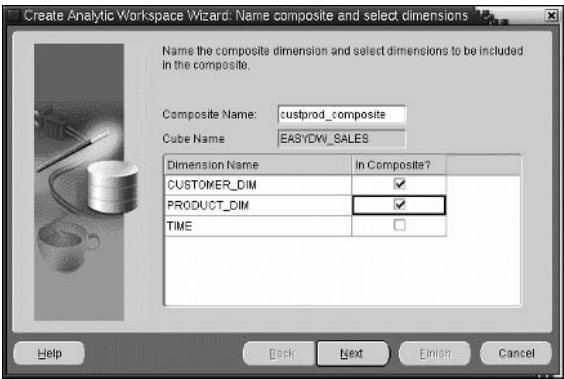 Create Analytic Workspace Wizard: Name composite and select dimensions
Name the composite dimension and select dimensions to be included
in the composite.
Composite Name: custprod_composite
Cube Name EASYDW_SALES
Dimension Name In Composite?
CUSTOMER_DIM
PRODUCT_DIM
TIME
Help Back Next Finish Cancel